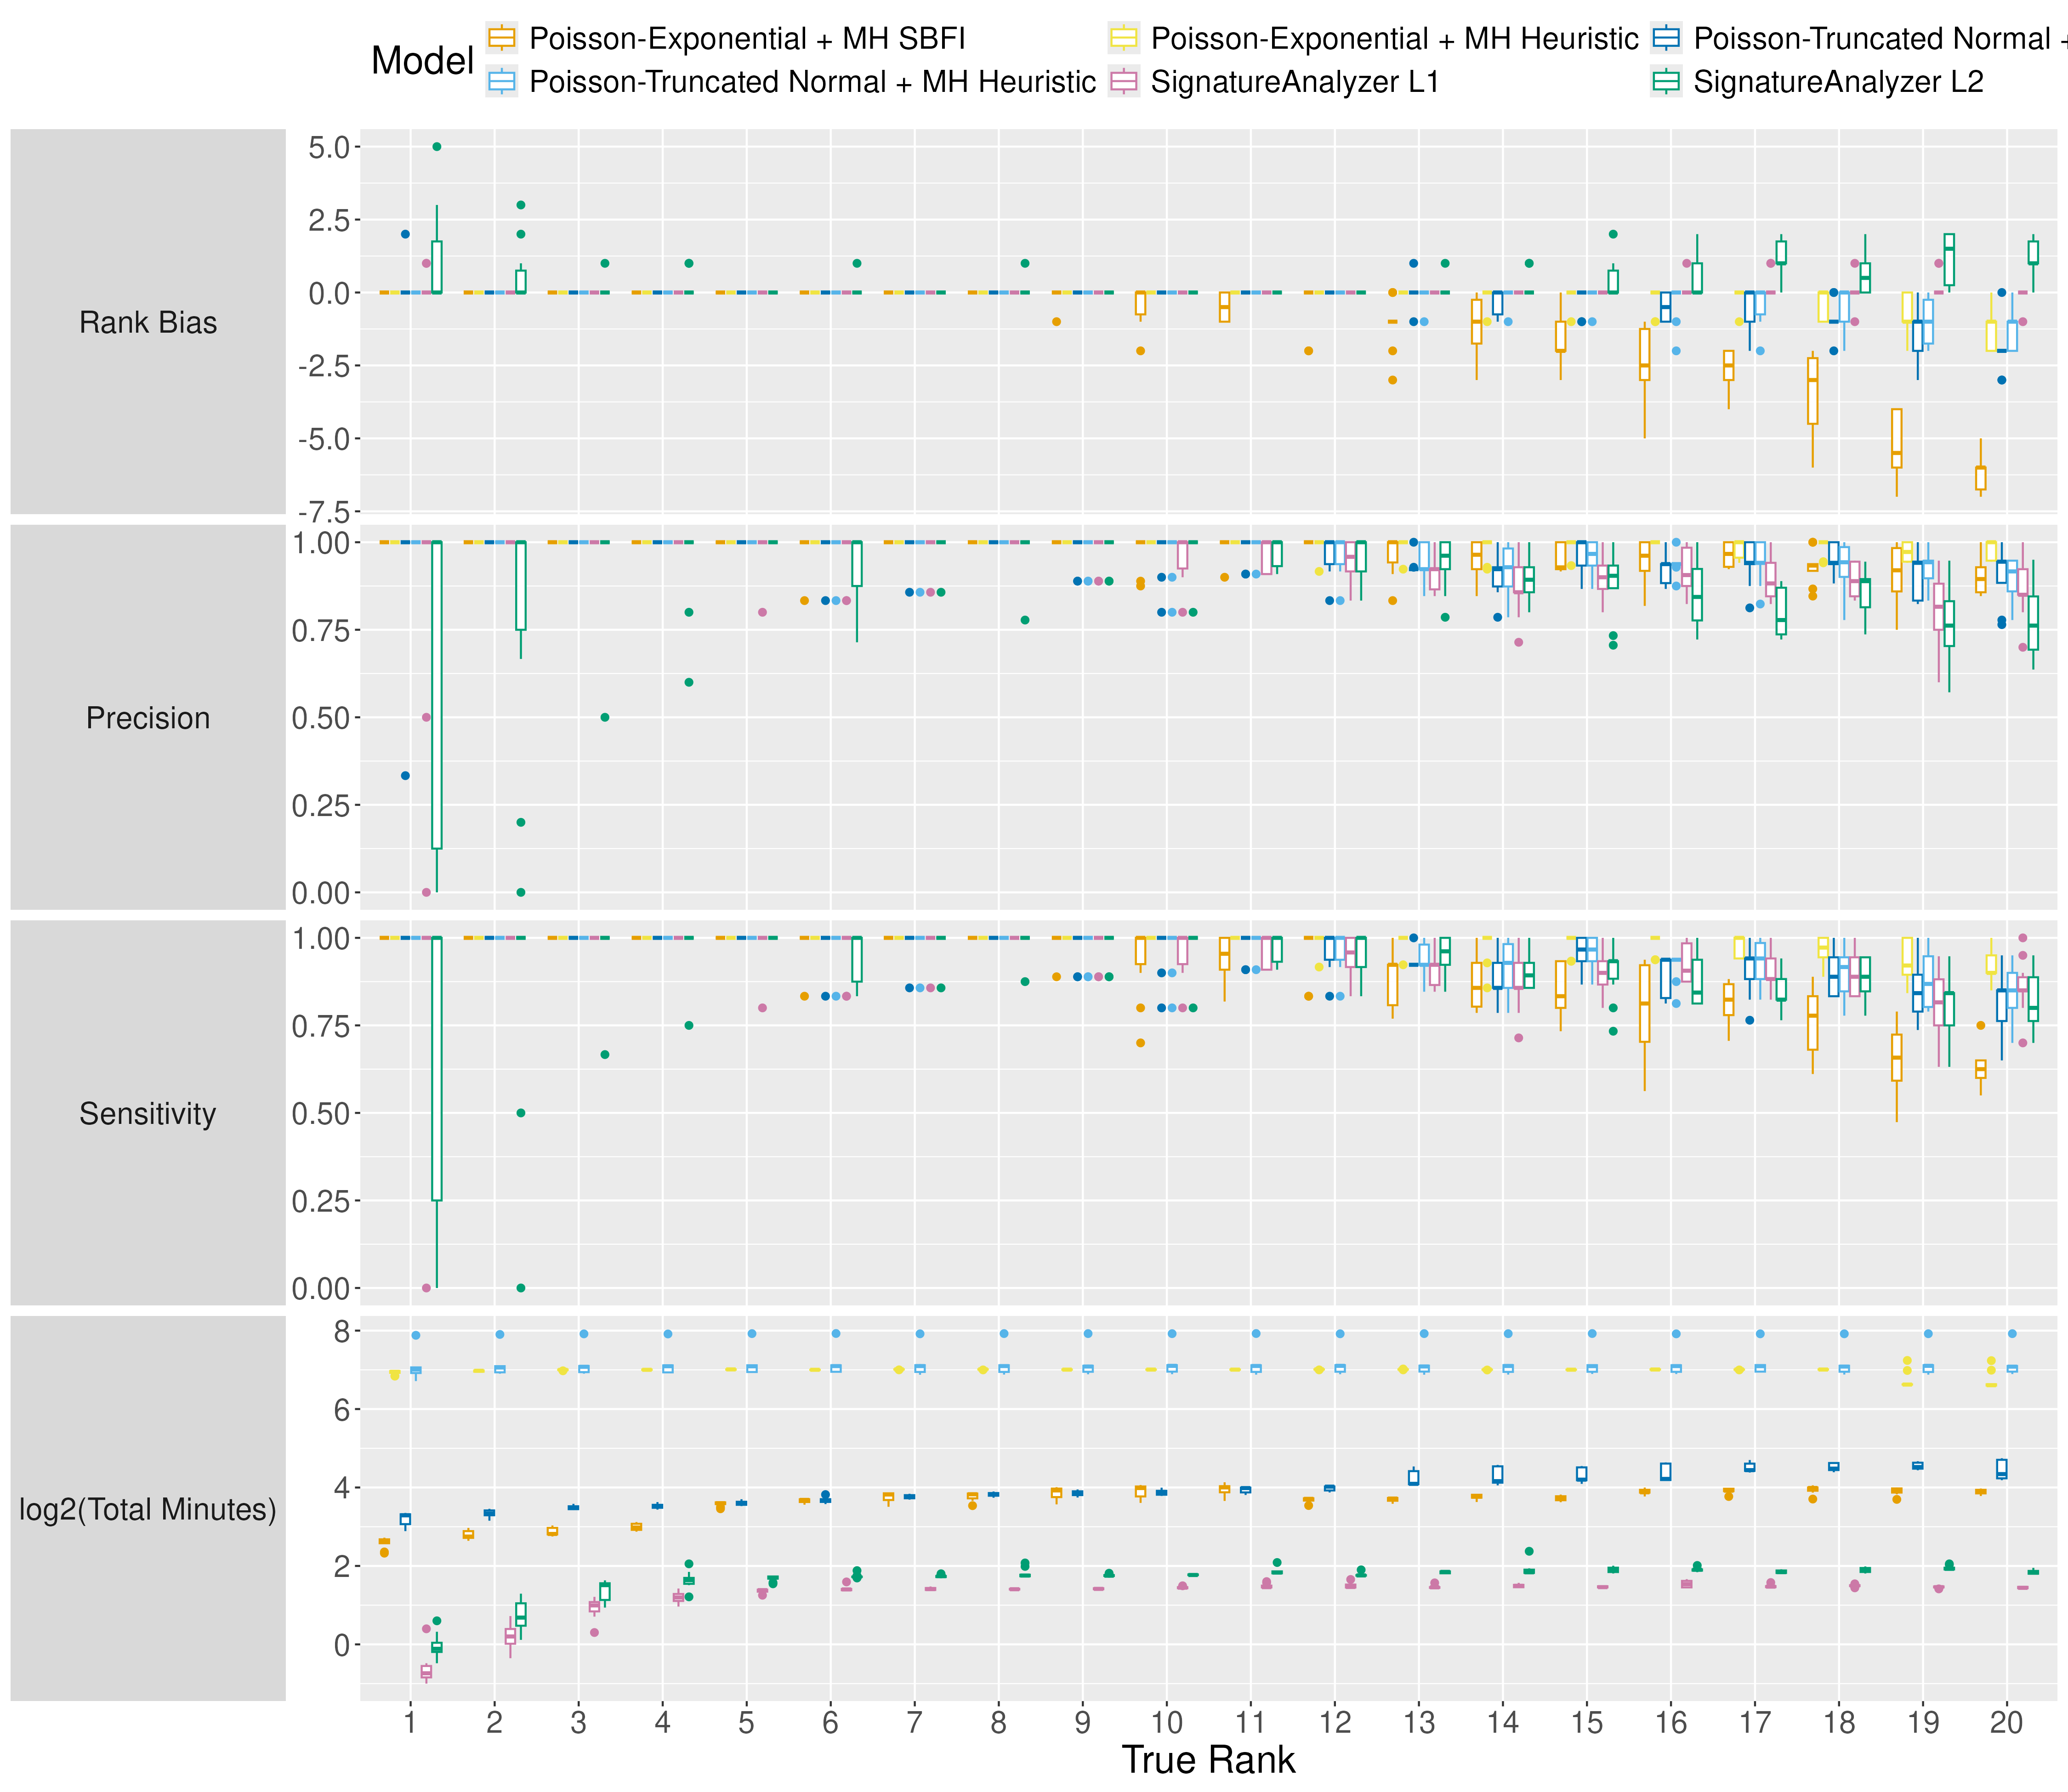 Model
Poisson-Exponential + MH SBFI
Poisson-Exponential + MH Heuristic
Poisson-Truncated Normal +
Poisson-Truncated Normal + MH Heuristic
SignatureAnalyzer L1
SignatureAnalyzer L2
Rank Bias
5.0
2.5
0.0
-2.5
-5.0
-7.5
Precision
1.00
0.75
0.50
0.25
0.00
Sensitivity
1.00
0.75
0.50
0.25
0.00
log2(Total Minutes)
8
6
4
2
0
1 2 3 4 5 6 7 8 9 10 11 12 13 14 15 16 17 18 19 20
True Rank